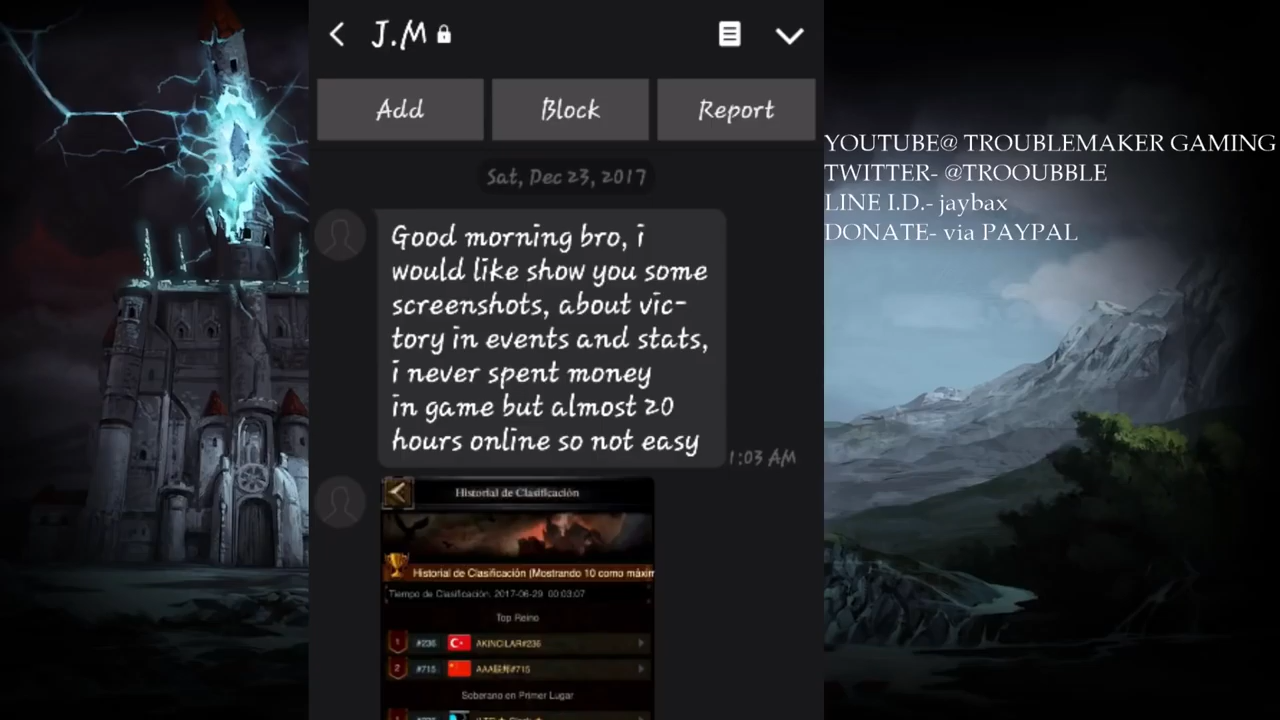 J.M
Add
Block
Report
Sat, Dec 23, 2017
Good morning bro, i
would like show you some
screenshots, about vic-
tory in events and stats,
i never spent money
in game but almost 20
hours online so not easy
1:03 AM
YOUTUBE@ TROUBLEMAKER GAMING
TWITTER- @TROOUBBLE
LINE I.D.- jaybax
DONATE- via PAYPAL
Historial de Clasificación
Historial de Clasificación (Mostrando 10 como máxim
Tiempo de Clasificación: 2017-06-29 00:03:07
Top Reino
1 #236 AKINCILAR#236
2 #715
Soberano en Primer Lugar